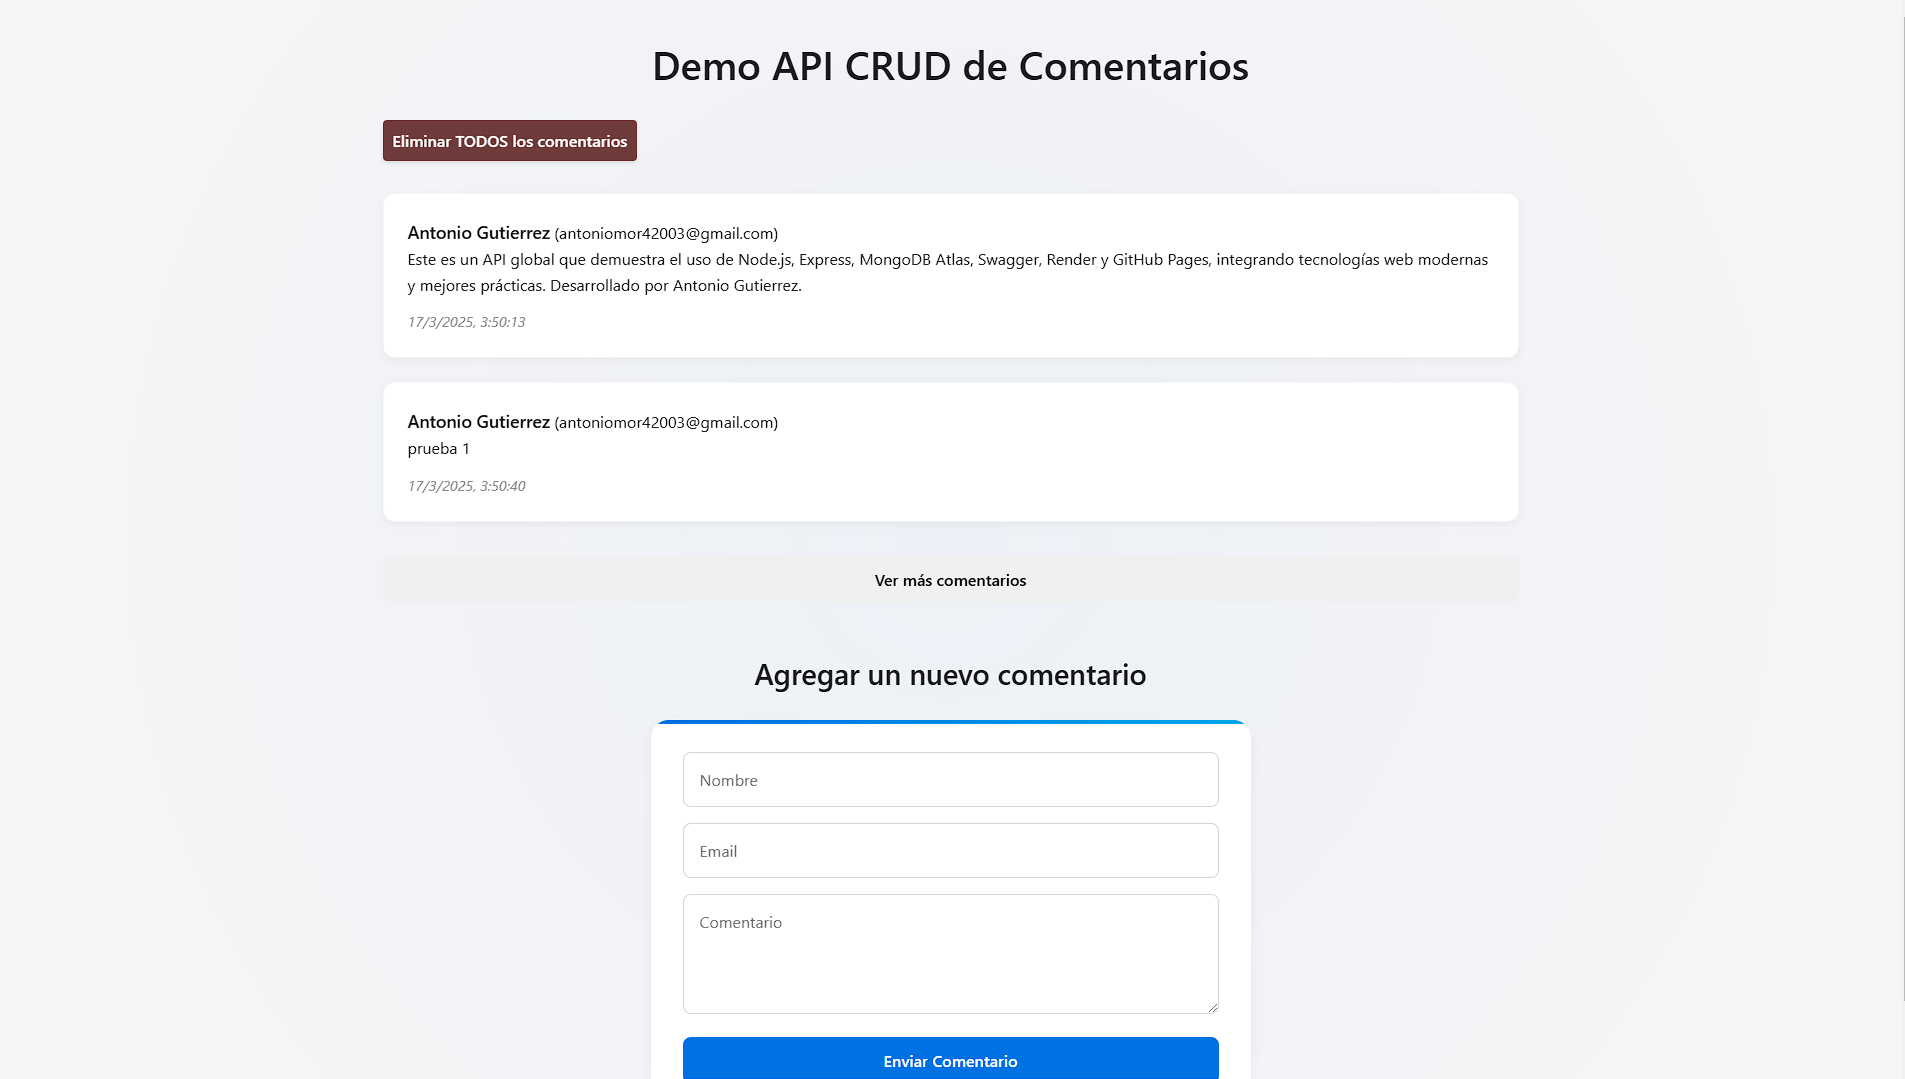 Demo API CRUD de Comentarios
Eliminar TODOS los comentarios
Antonio Gutierrez (antoniomor42003@gmail.com)
Este es un API global que demuestra el uso de Node.js, Express, MongoDB Atlas, Swagger, Render y GitHub Pages, integrando tecnologías web modernas
y mejores prácticas. Desarrollado por Antonio Gutierrez.
17/3/2025, 3:50:13
Antonio Gutierrez (antoniomor42003@gmail.com)
prueba 1
17/3/2025, 3:50:40
Ver más comentarios
Agregar un nuevo comentario
Nombre
Email
Comentario
Enviar Comentario